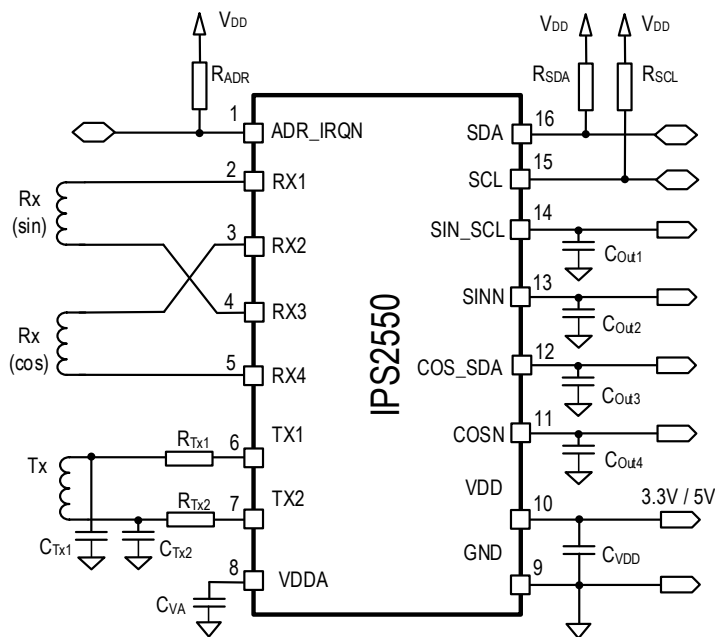 VDD
VDD
VDD
RADR
RSDA
RSCL
1
ADR_IRQN
SDA
16
2
RX1
SCL
15
Rx
(sin)
SIN_SCL
14
COut1
3
RX2
SINN
13
COut2
4
RX3
IPS2550
Rx
(cos)
5
RX4
COS_SDA
12
COut3
COSN
11
COut4
Tx
RTx1
6
TX1
VDD
10
3.3V / 5V
RTx2
7
TX2
CTx1
CTx2
CVDD
GND
9
8
VDDA
CVA